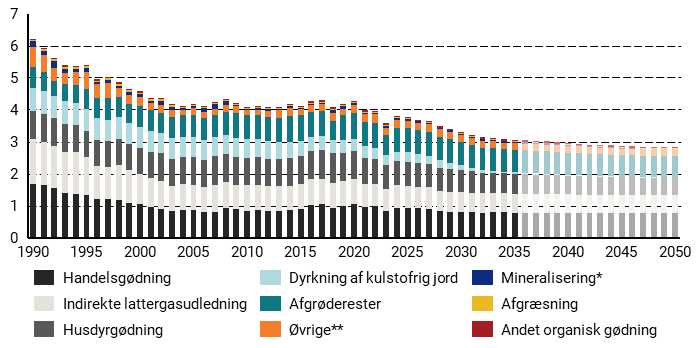 7
6
5
4
3
2
1
0
1990 1995 2000 2005 2010 2015 2020 2025 2030 2035 2040 2045 2050
Handelsgødning Dyrkning af kulstofrig jord Mineralisering*
Indirekte lattergasudledning Afgrøderester Afgræsning
Husdyrgødning Øvrige** Andet organisk gødning